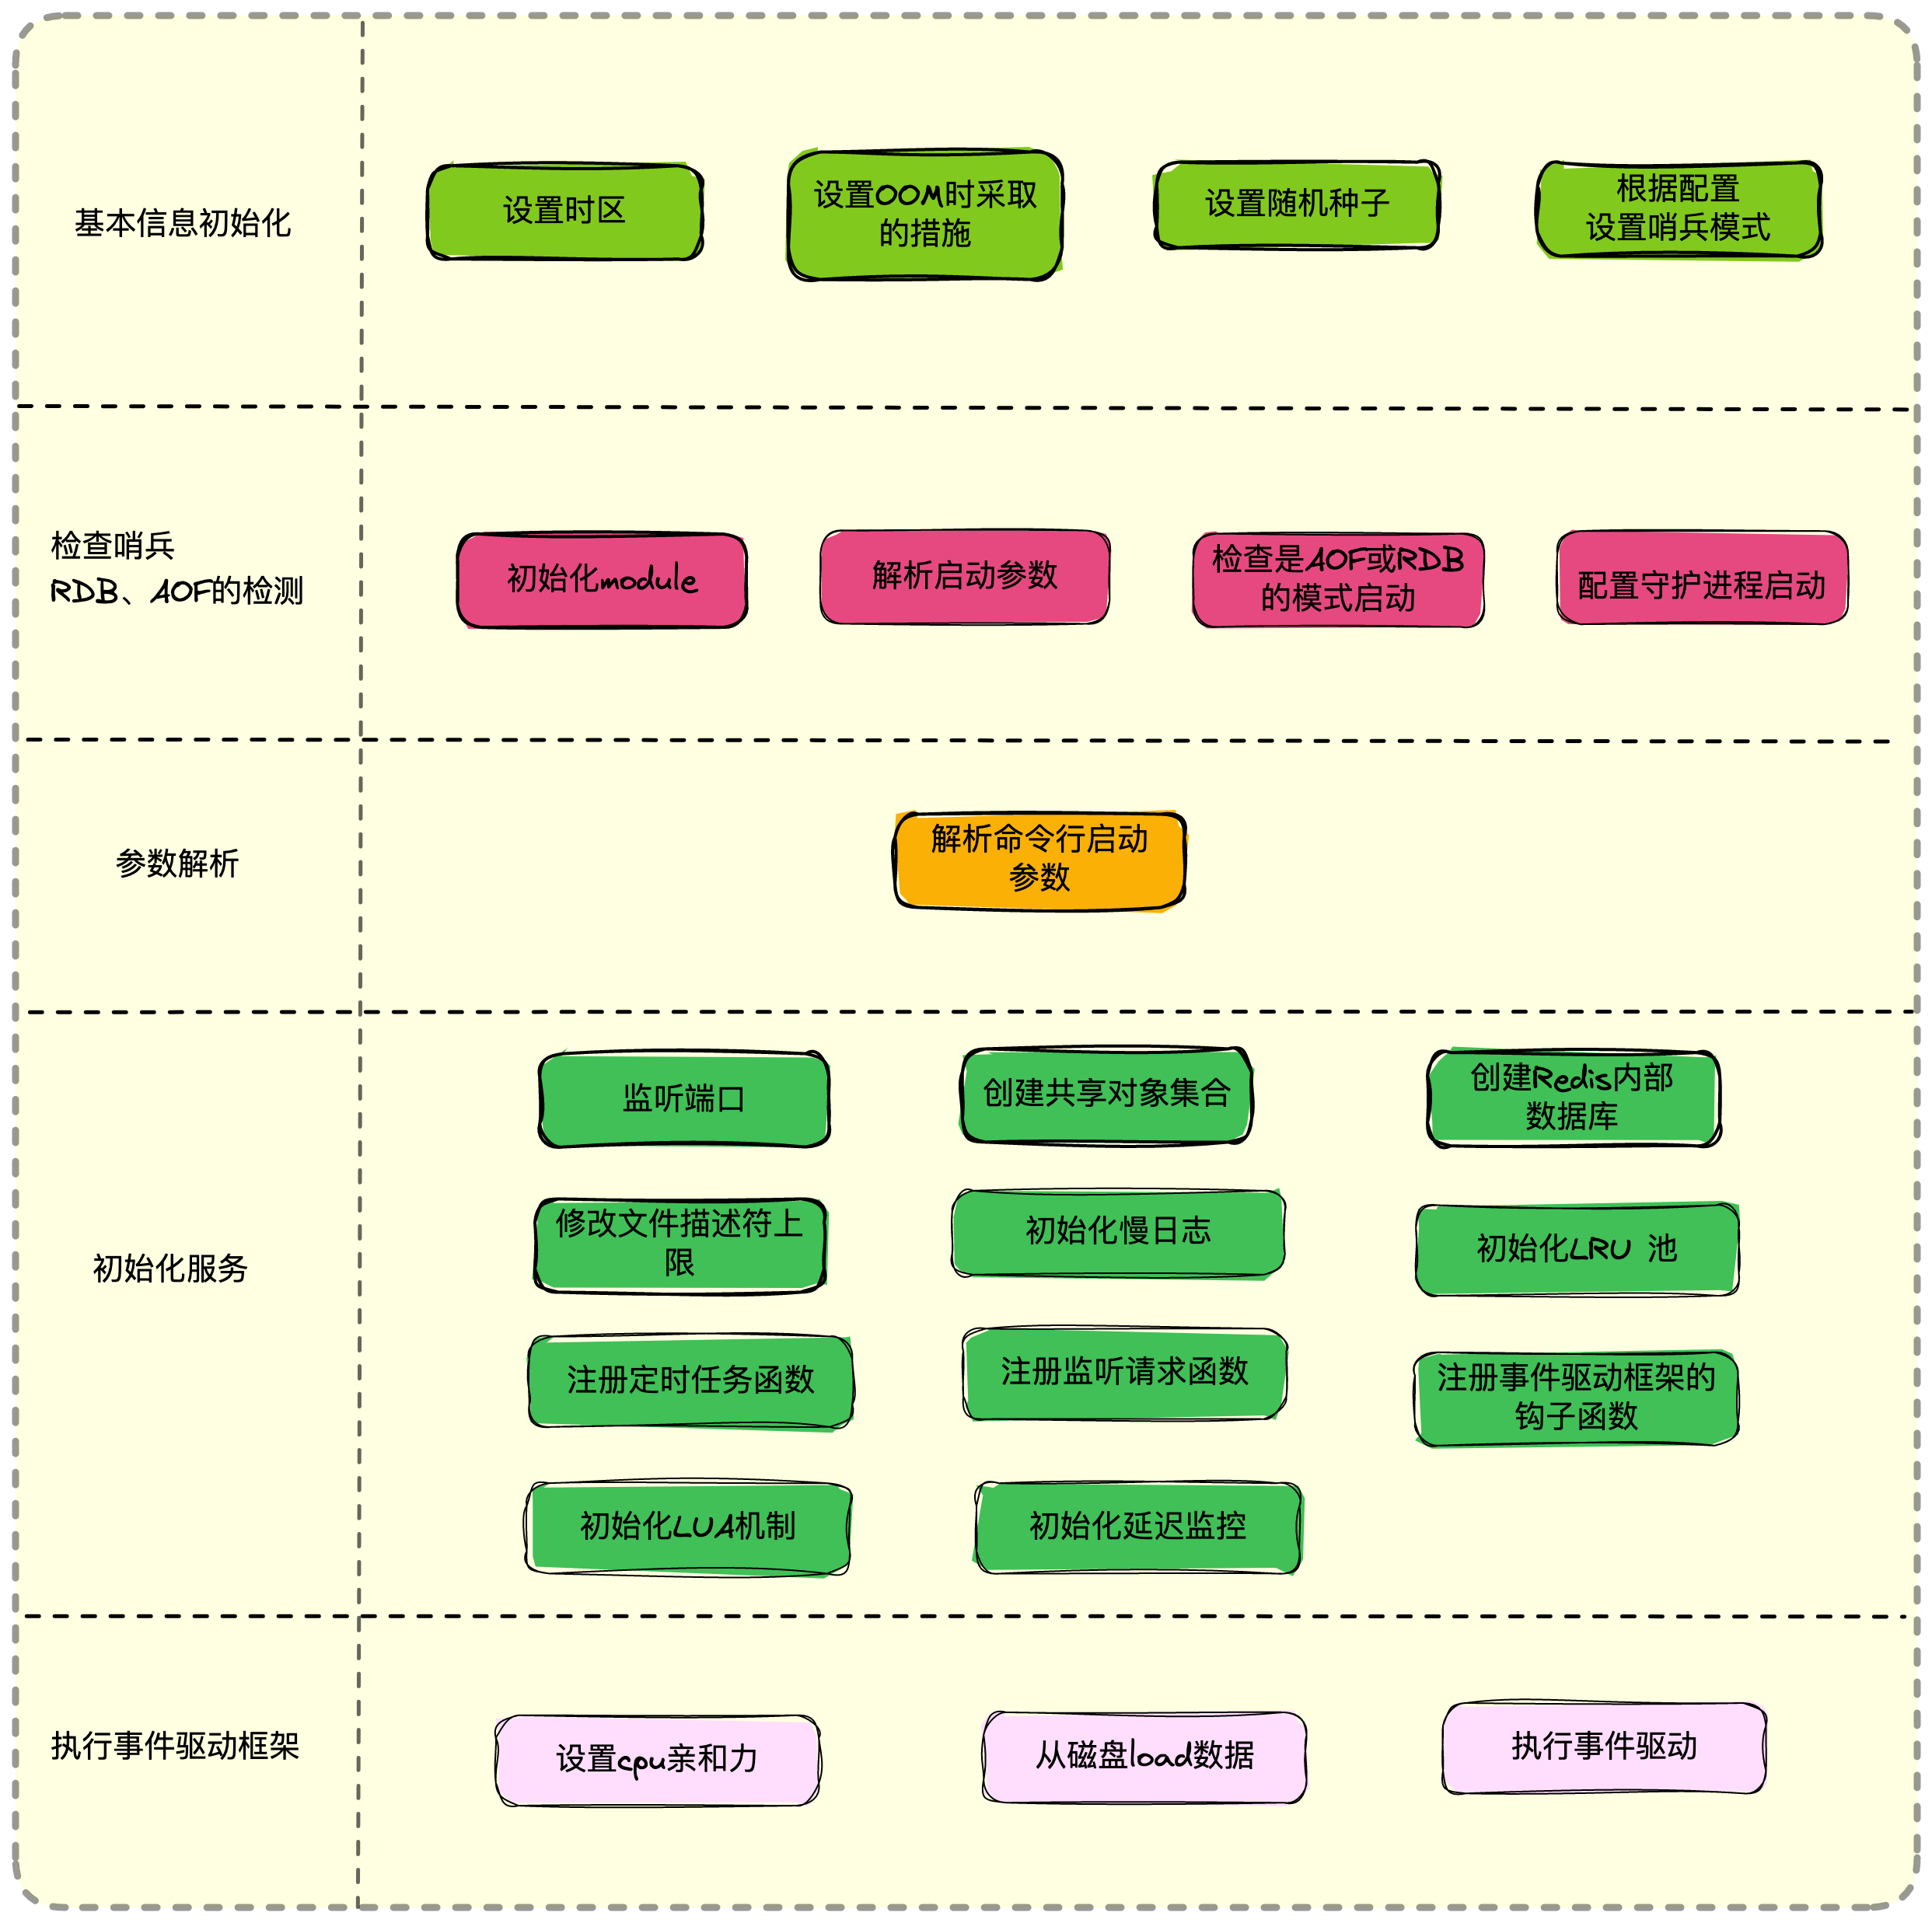 基本信息初始化
设置时区
设置OOM时采取
的措施
设置随机种子
根据配置
设置哨兵模式
检查哨兵
RDB、AOF的检测
初始化module
解析启动参数
检查是AOF或RDB
的模式启动
配置守护进程启动
参数解析
解析命令行启动
参数
初始化服务
监听端口
创建共享对象集合
创建Redis内部
数据库
修改文件描述符上
限
初始化慢日志
初始化LRU 池
注册定时任务函数
注册监听请求函数
注册事件驱动框架的
钩子函数
初始化LUA机制
初始化延迟监控
执行事件驱动框架
设置cpu亲和力
从磁盘load数据
执行事件驱动